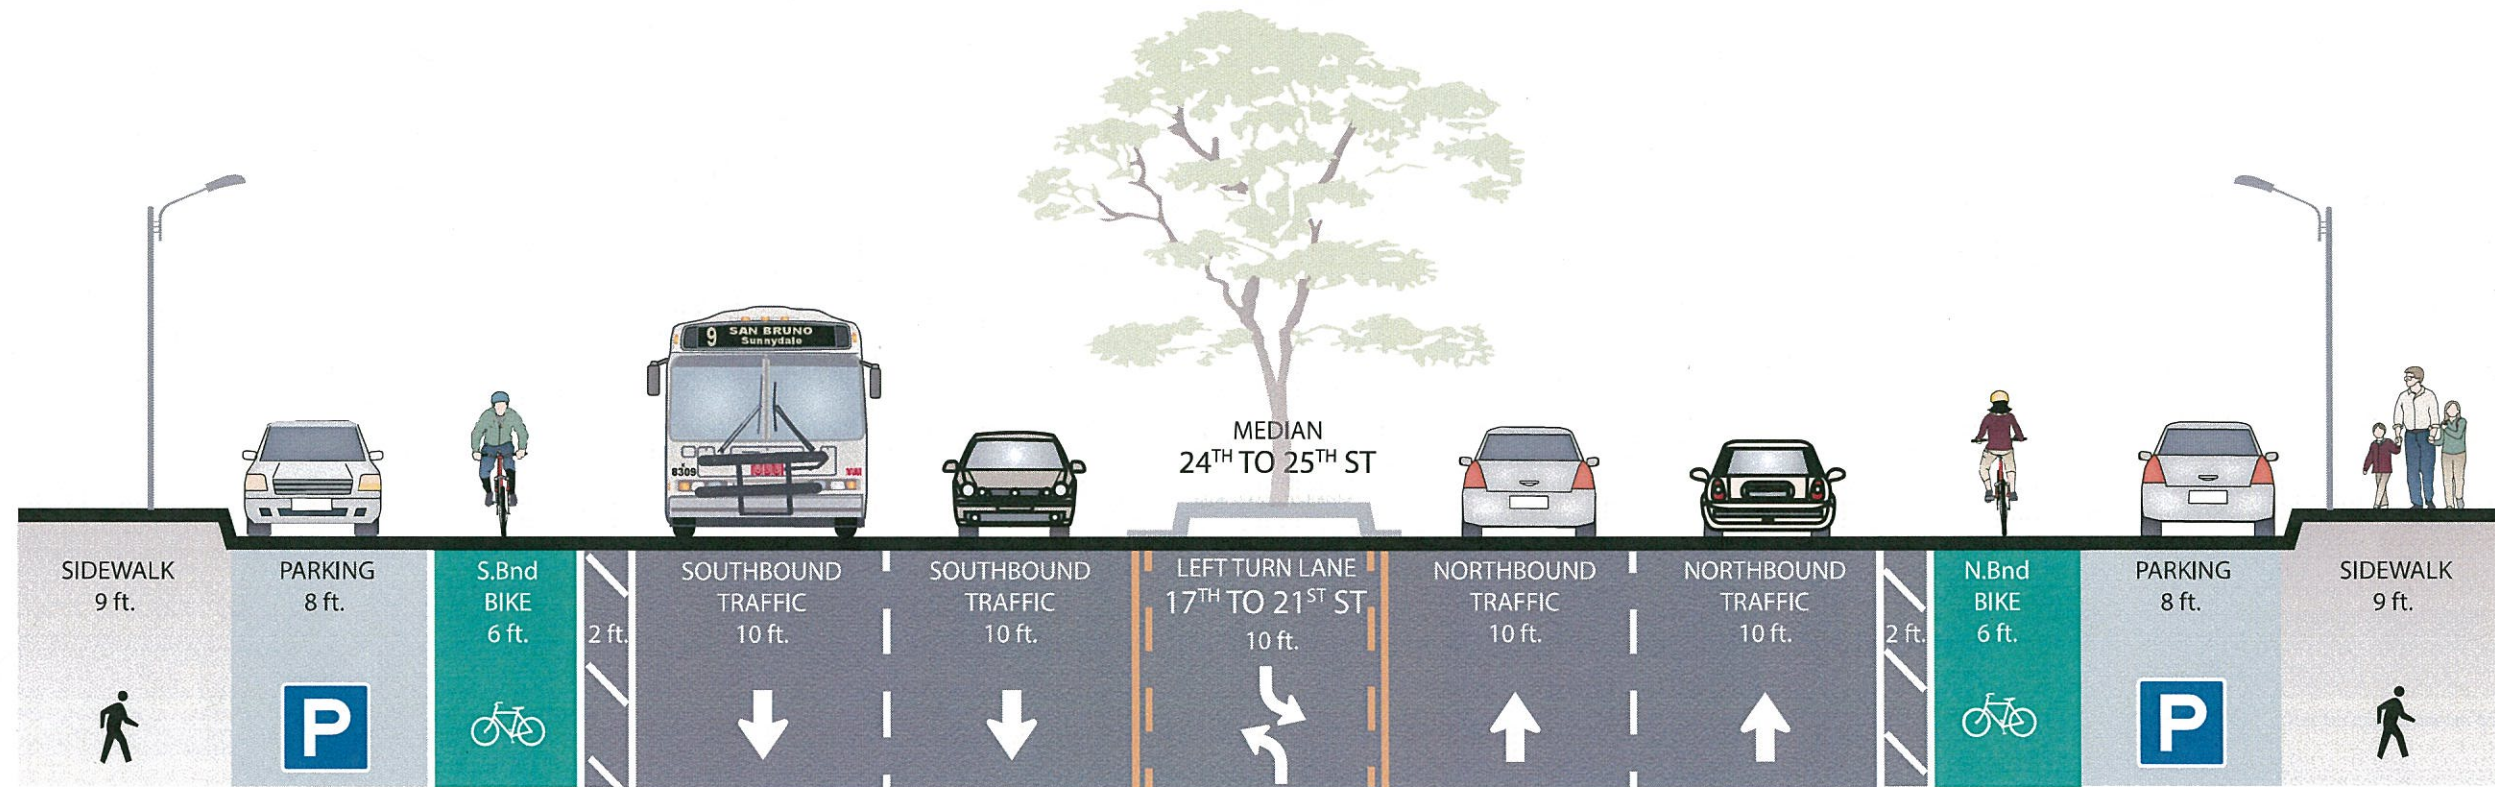 9 SAN BRUNO
Sunnydale
8309
MEDIAN
24TH TO 25TH ST
SIDEWALK
9 ft.
PARKING
8 ft.
P
S.Bnd
BIKE
6 ft.
2 ft.
SOUTHBOUND
TRAFFIC
10 ft.
SOUTHBOUND
TRAFFIC
10 ft.
LEFT TURN LANE
17TH TO 21ST ST
10 ft.
NORTHBOUND
TRAFFIC
10 ft.
NORTHBOUND
TRAFFIC
10 ft.
2 ft.
N.Bnd
BIKE
6 ft.
PARKING
8 ft.
P
SIDEWALK
9 ft.